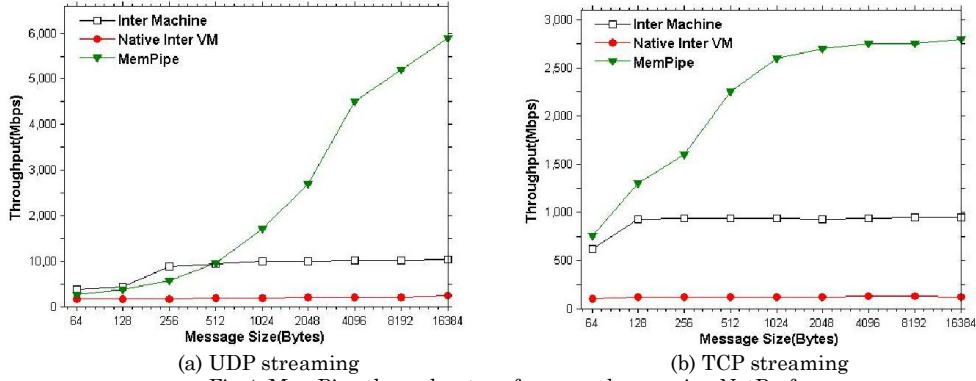 Inter Machine
Native Inter VM
MemPipe
Throughput(Mbps)
6,000
5,000
4,000
3,000
2,000
10,000
0
64 128 256 512 1024 2048 4096 8192 16384
Message Size(Bytes)
(a) UDP streaming
Inter Machine
Native Inter VM
MemPipe
Throughput(Mbps)
3,000
2,500
2,000
1,500
1,000
500
0
64 128 256 512 1024 2048 4096 8192 16384
Message Size(Bytes)
(b) TCP streaming